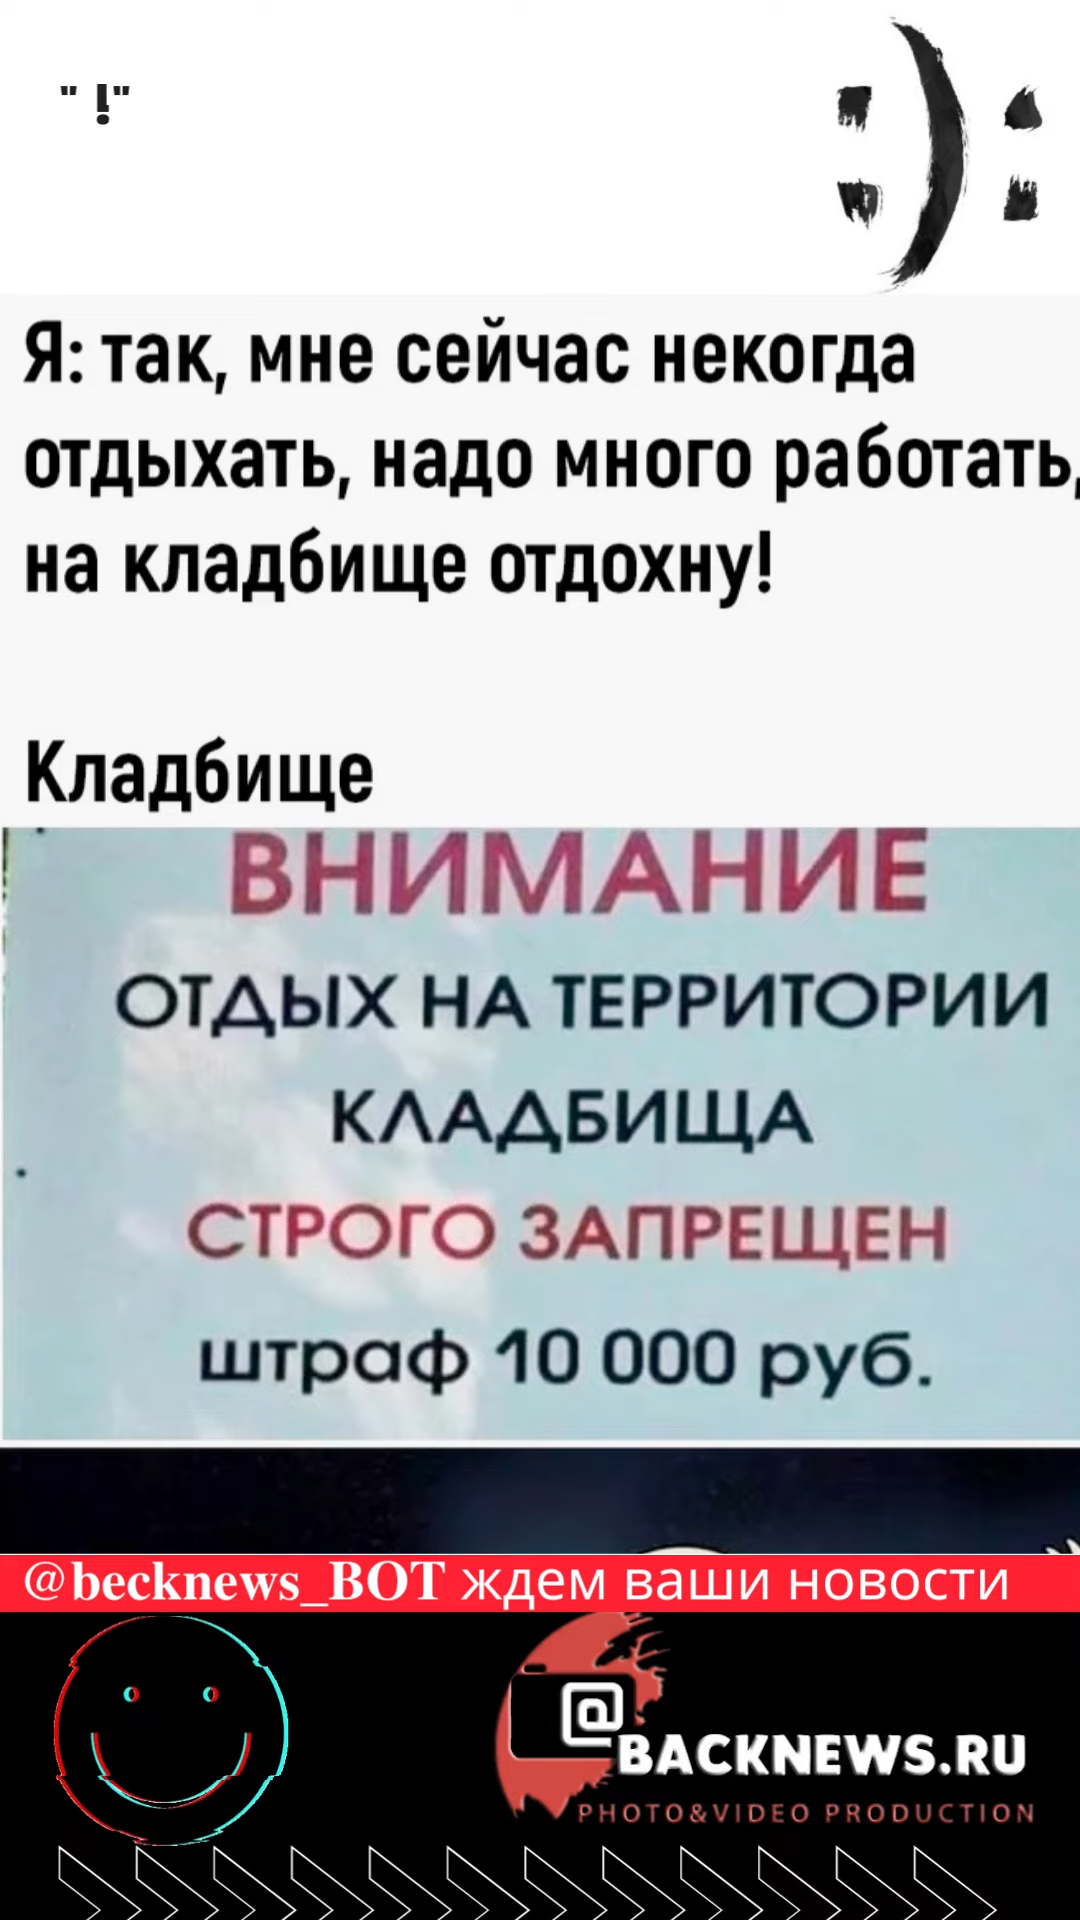 " !"
:):
Я: так, мне сейчас некогда
отдыхать, надо много работать,
на кладбище отдохну!
Кладбище
ВНИМАНИЕ
ОТДЫХ НА ТЕРРИТОРИИ
КЛАДБИЩА
СТРОГО ЗАПРЕЩЕН
штраф 10 000 руб.
@becknews_BOT ждем ваши новости
@BACKNEWS.RU
PHOTO&VIDEO PRODUCTION